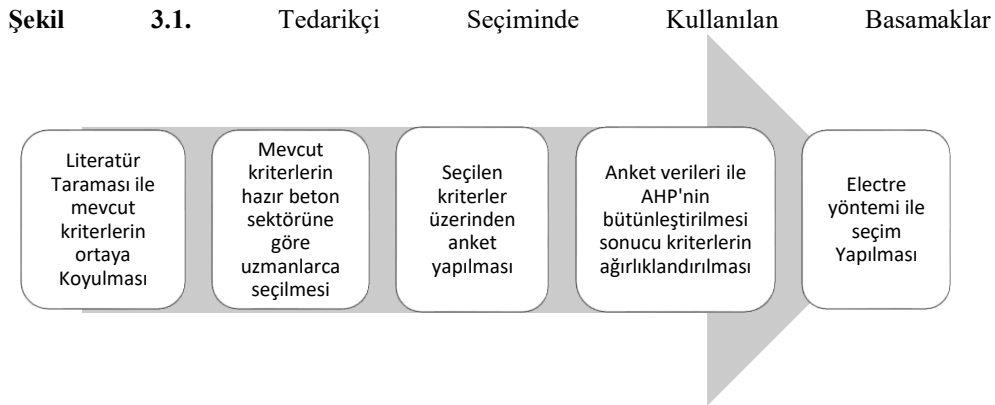 Şekil 3.1. Tedarikçi Seçiminde Kullanılan Basamaklar
Literatür
Taraması ile
mevcut
kriterlerin
ortaya
Koyulması
Mevcut
kriterlerin
hazır beton
sektörüne
göre
uzmanlarca
seçilmesi
Seçilen
kriterler
üzerinden
anket
yapılması
Anket verileri ile
AHP'nin
bütünleştirilmesi
sonucu kriterlerin
ağırlıklandırılması
Electre
yöntemi ile
seçim
Yapılması